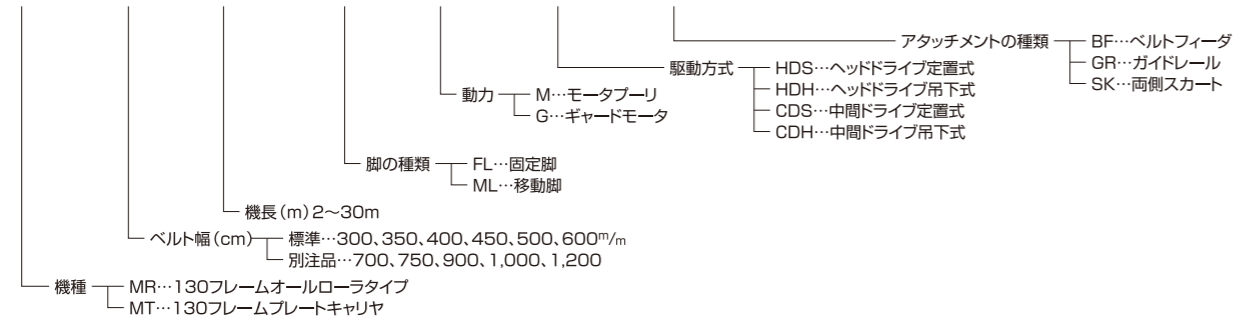 アタッチメントの種類 BF…ベルトフィーダ
GR…ガイドレール
SK…両側スカート
駆動方式 HDS…ヘッドドライブ定置式
HDH…ヘッドドライブ吊下式
CDS…中間ドライブ定置式
CDH…中間ドライブ吊下式
動力 M…モータプーリ
G…ギャードモータ
脚の種類 FL…固定脚
ML…移動脚
機長(m)2〜30m
ベルト幅(cm) 標準…300、350、400、450、500、600m/m
別注品…700、750、900、1,000、1,200
機種 MR…130フレームオールローラタイプ
MT…130フレームプレートキャリヤ